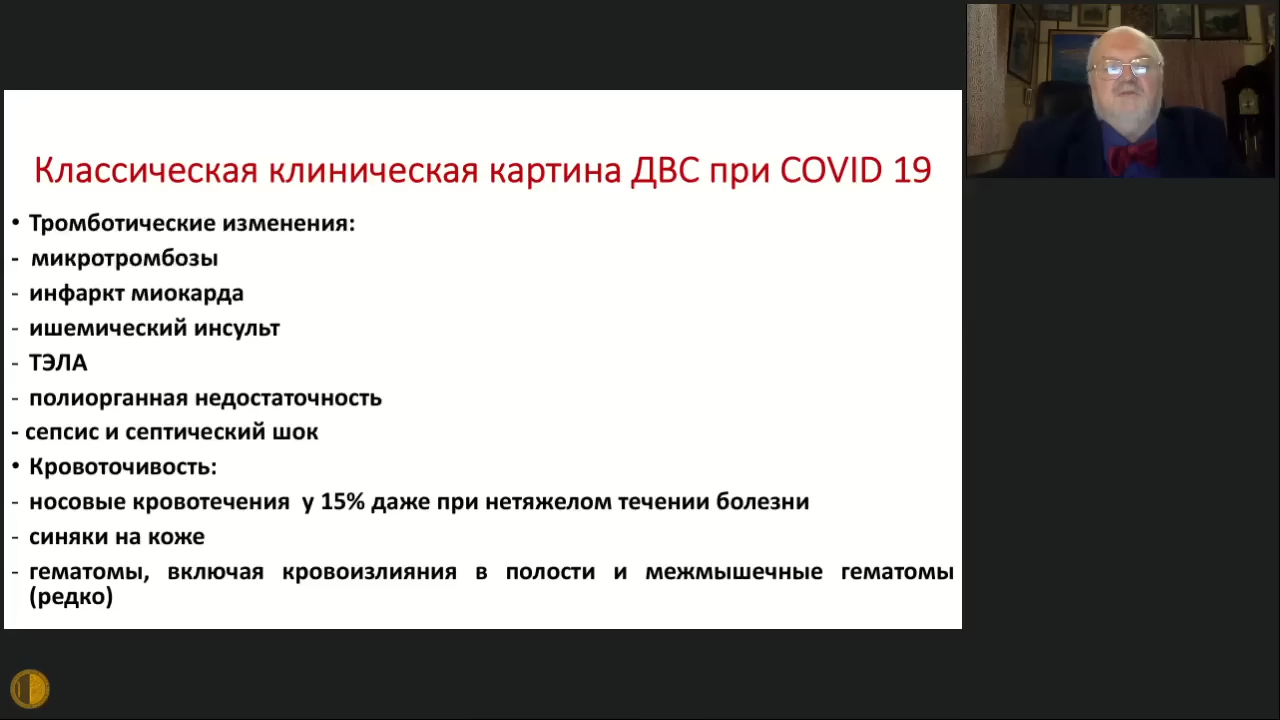 Классическая клиническая картина ДВС при COVID 19
• Тромботические изменения:
- микротромбозы
- инфаркт миокарда
- ишемический инсульт
- ТЭЛА
- полиорганная недостаточность
- сепсис и септический шок
• Кровоточивость:
- носовые кровотечения у 15% даже при нетяжелом течении болезни
- синяки на коже
- гематомы, включая кровоизлияния в полости и межмышечные гематомы
(редко)